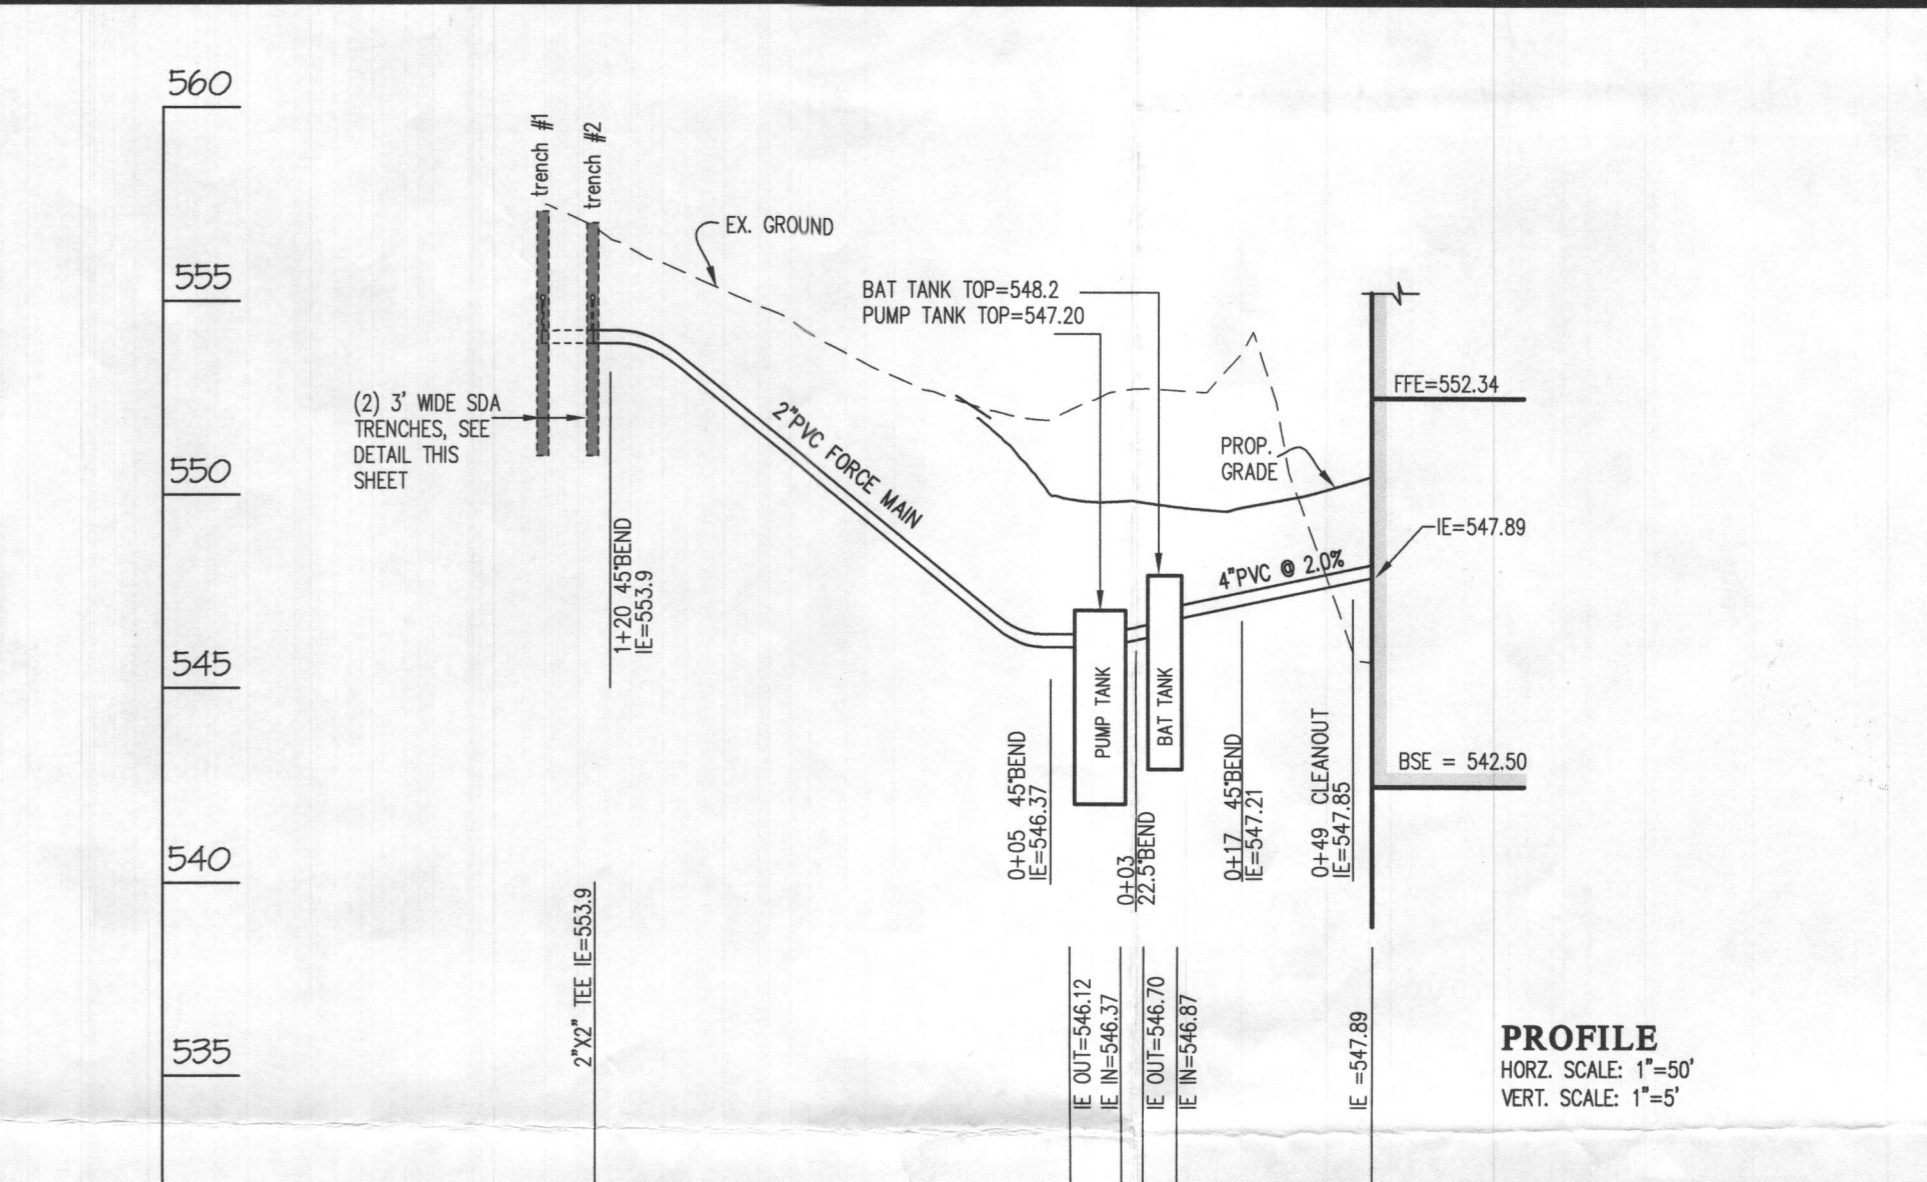 560
555
550
545
540
535
trench #1
trench #2
EX. GROUND
BAT TANK TOP=548.2
PUMP TANK TOP=547.20
(2) 3' WIDE SDA
TRENCHES, SEE
DETAIL THIS
SHEET
2"PVC FORCE MAIN
1+20 45°BEND
IE=553.9
FFE=552.34
PROP.
GRADE
IE=547.89
4"PVC @ 2.0%
PUMP TANK
BAT TANK
BSE = 542.50
0+05 45°BEND
IE=546.37
0+03
22.5°BEND
0+17 45°BEND
IE=547.21
0+49 CLEANOUT
IE=547.85
2"X2" TEE IE=553.9
IE OUT=546.12
IE IN=546.37
IE OUT=546.70
IE IN=546.87
IE =547.89
PROFILE
HORZ. SCALE: 1"=50'
VERT. SCALE: 1"=5'